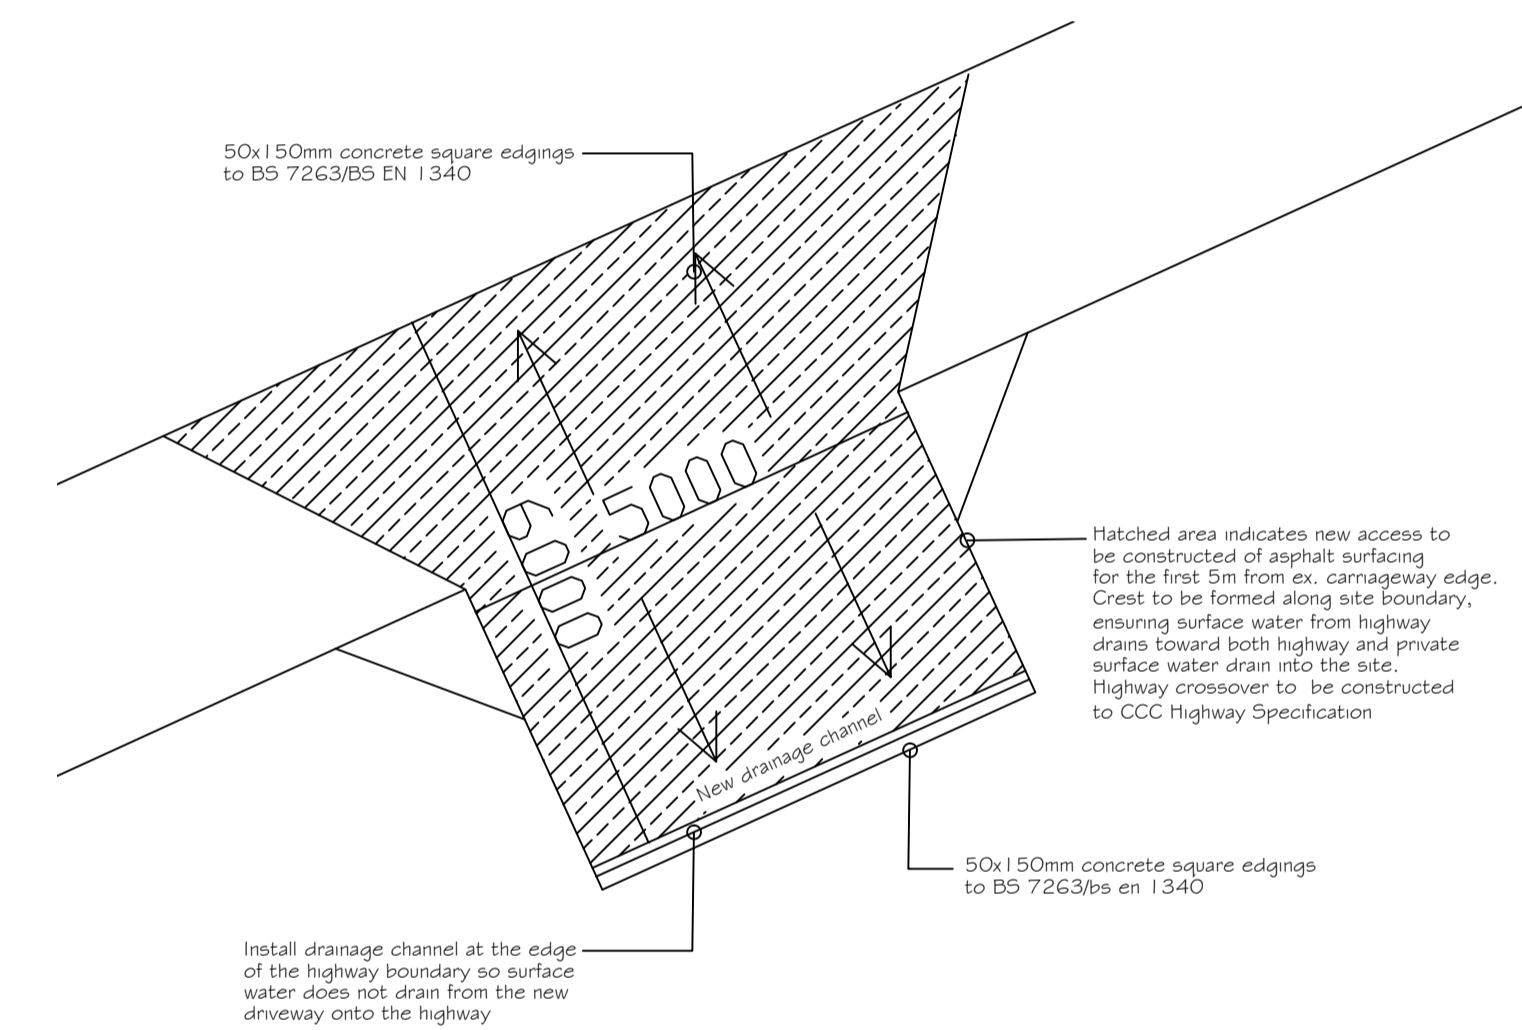 50x150mm concrete square edgings
to BS 7263/BS EN 1340
5000
6000
Hatched area indicates new access to
be constructed of asphalt surfacing
for the first 5m from ex. carriageway edge.
Crest to be formed along site boundary,
ensuring surface water from highway
drains toward both highway and private
surface water drain into the site.
Highway crossover to be constructed
to CCC Highway Specification
New drainage channel
50x150mm concrete square edgings
to BS 7263/bs en 1340
Install drainage channel at the edge
of the highway boundary so surface
water does not drain from the new
driveway onto the highway